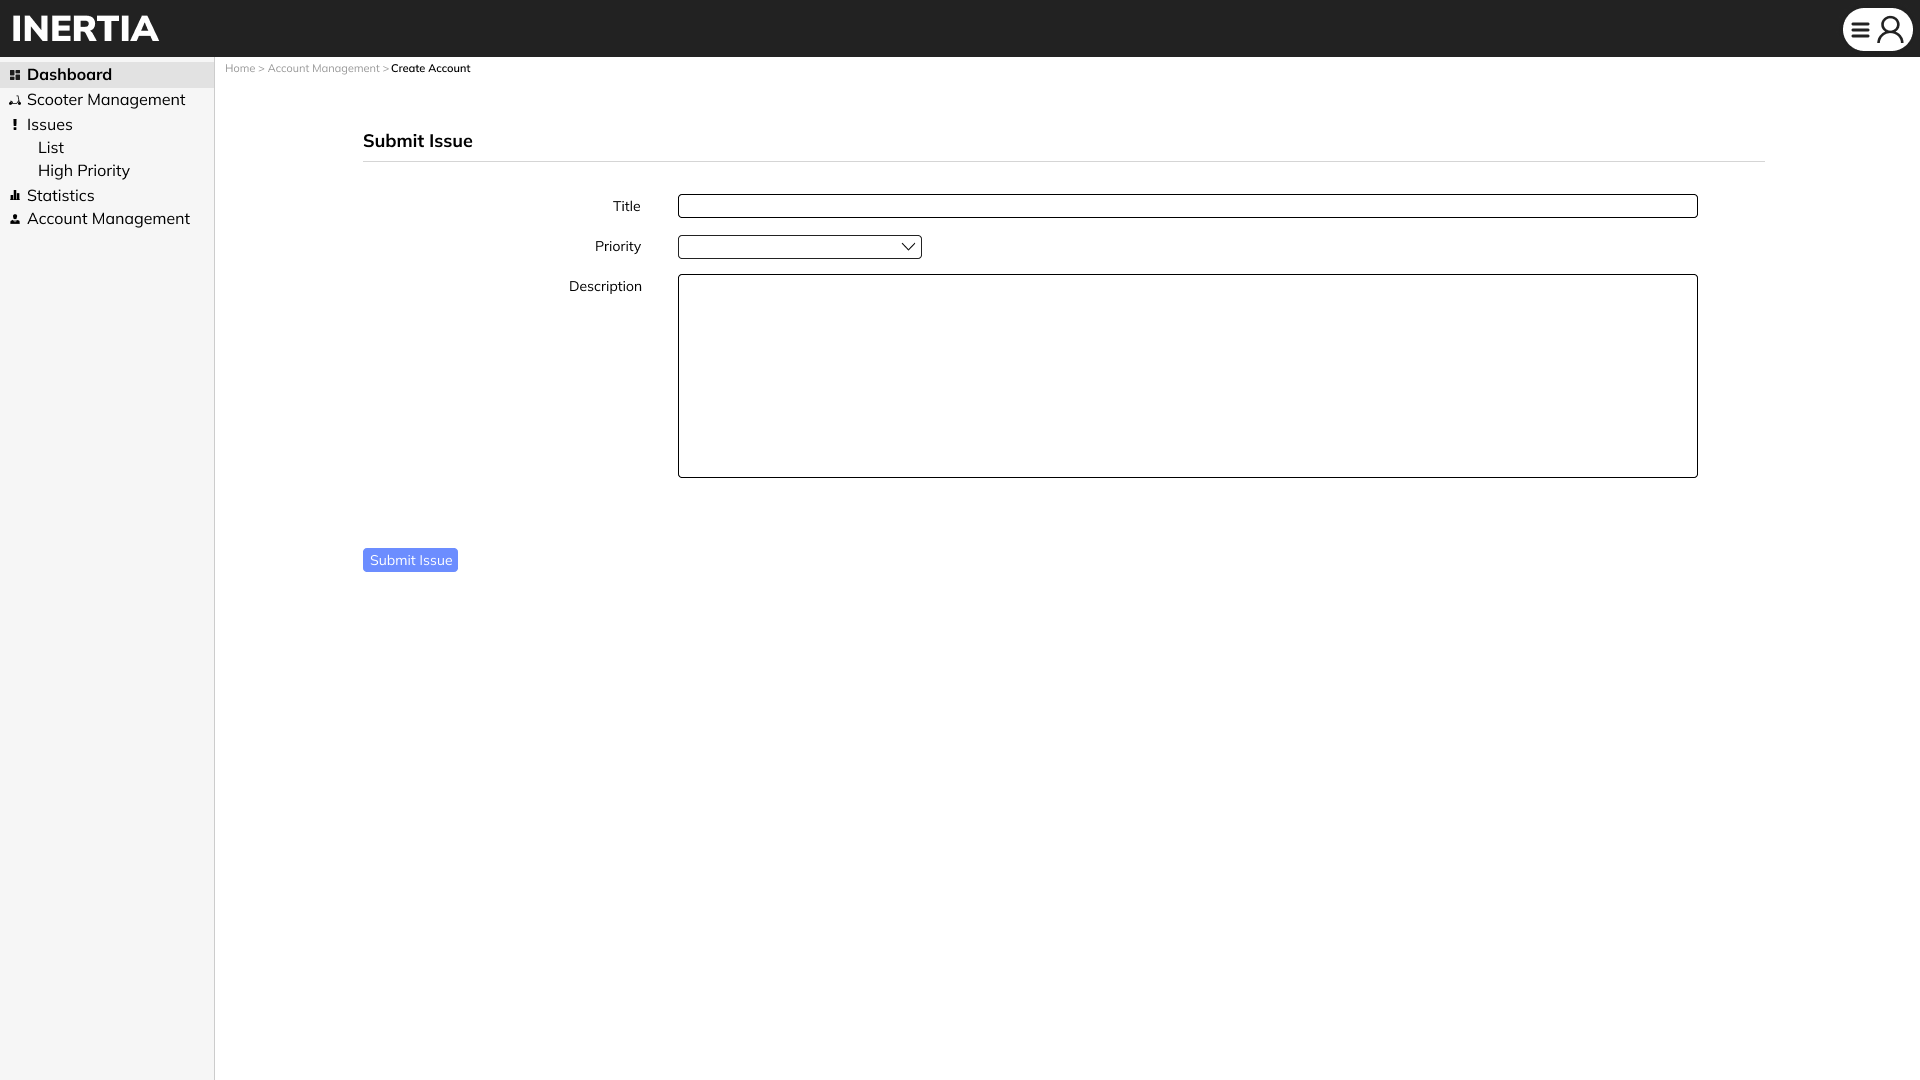 INERTIA
Home > Account Management > Create Account
Dashboard
Scooter Management
Issues
List
High Priority
Statistics
Account Management
Submit Issue
Title
Priority
Description
Submit Issue